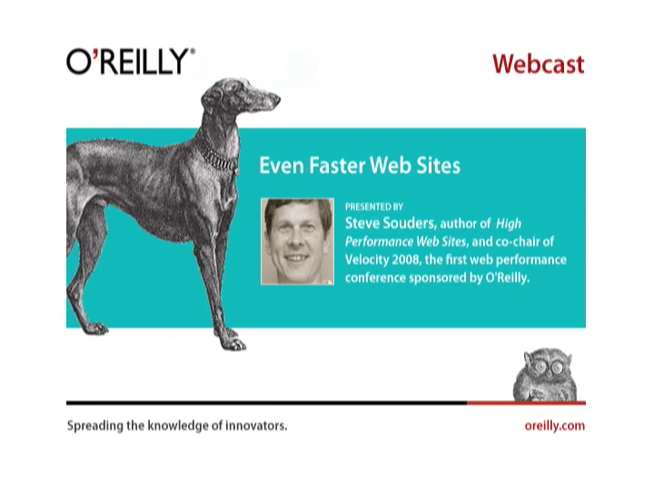 O'REILLY®
Webcast
Even Faster Web Sites
PRESENTED BY
Steve Souders, author of High
Performance Web Sites, and co-chair of
Velocity 2008, the first web performance
conference sponsored by O'Reilly.
Spreading the knowledge of innovators.
oreilly.com